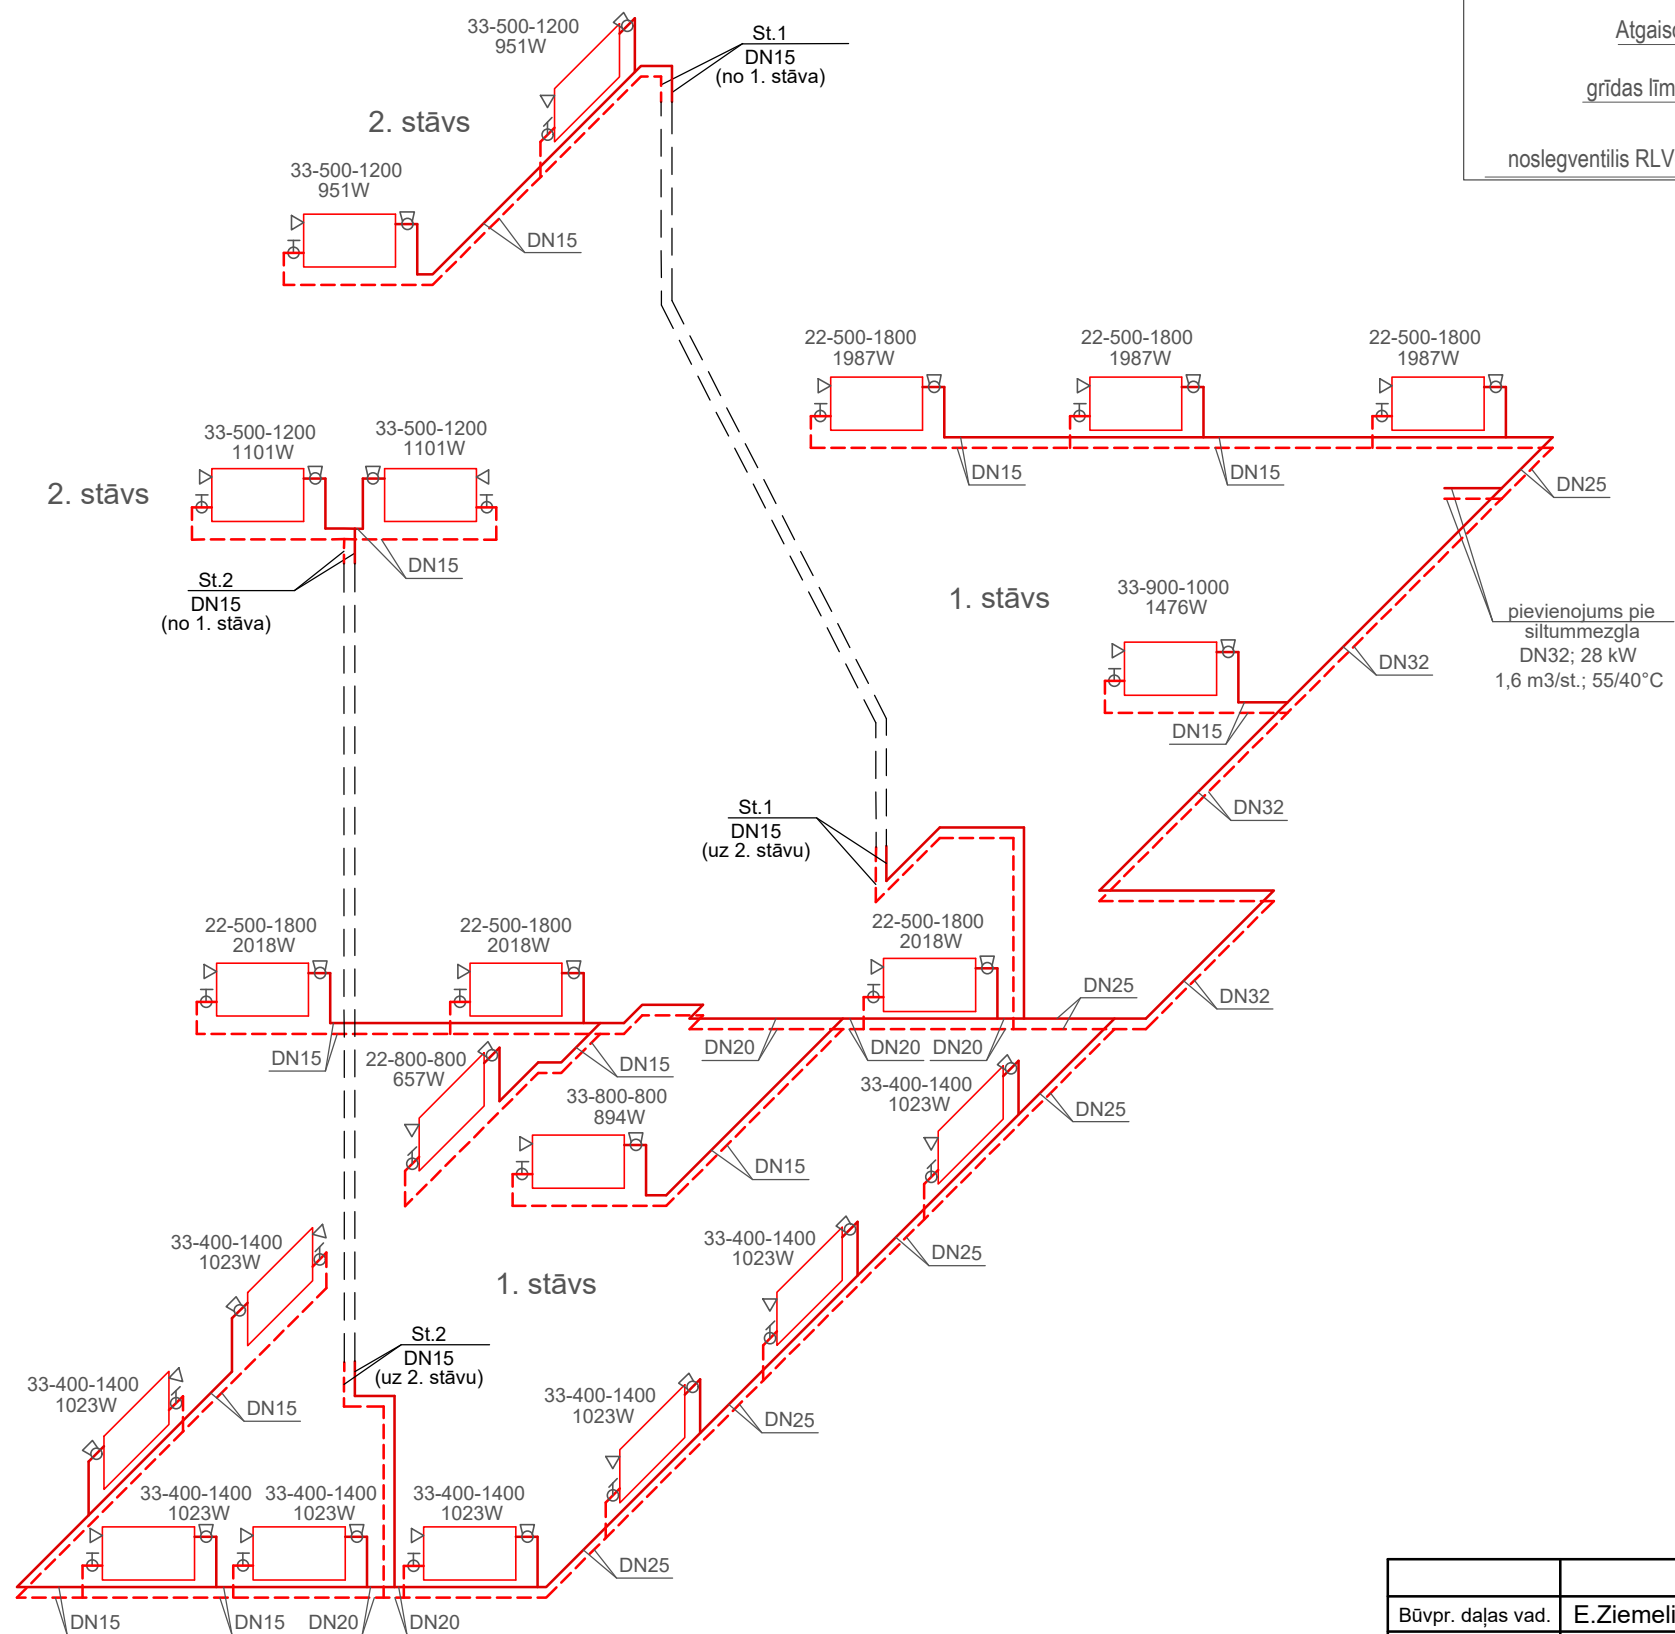 33-500-1200
951W
St.1
DN15
(no 1. stāva)
2. stāvs
33-500-1200
951W
DN15
grīdas
noslegventilis RLV
22-500-1800
1987W
22-500-1800
1987W
22-500-1800
1987W
DN15
DN15
DN25
33-500-1200
1101W
33-500-1200
1101W
2. stāvs
DN15
St.2
DN15
(no 1. stāva)
1. stāvs
33-900-1000
1476W
pievienojums pie
siltummezgla
DN32; 28 kW
1,6 m3/st.; 55/40°C
DN32
DN15
DN32
St.1
DN15
(uz 2. stāvu)
22-500-1800
2018W
22-500-1800
2018W
22-500-1800
2018W
DN25
DN32
DN15
22-800-800
657W
DN15
DN20
DN20
DN20
33-800-800
894W
33-400-1400
1023W
DN25
DN15
33-400-1400
1023W
33-400-1400
1023W
DN25
1. stāvs
St.2
DN15
(uz 2. stāvu)
33-400-1400
1023W
DN15
33-400-1400
1023W
DN25
33-400-1400
1023W
33-400-1400
1023W
33-400-1400
1023W
DN25
DN15
DN15
DN20
DN20
Būvpr. daļas vad.